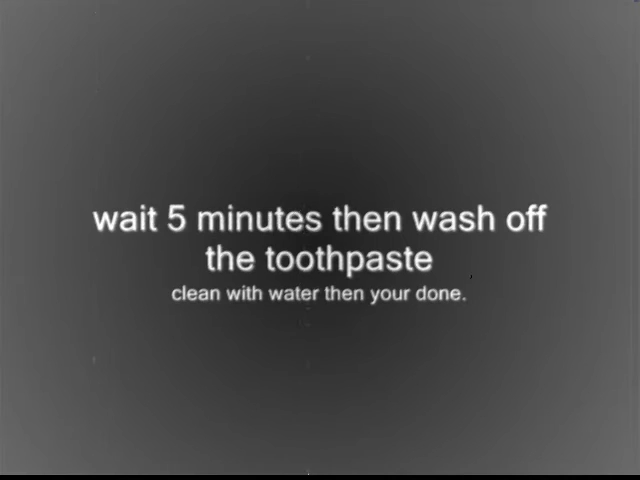 wait 5 minutes then wash off
the toothpaste
clean with water then your done.